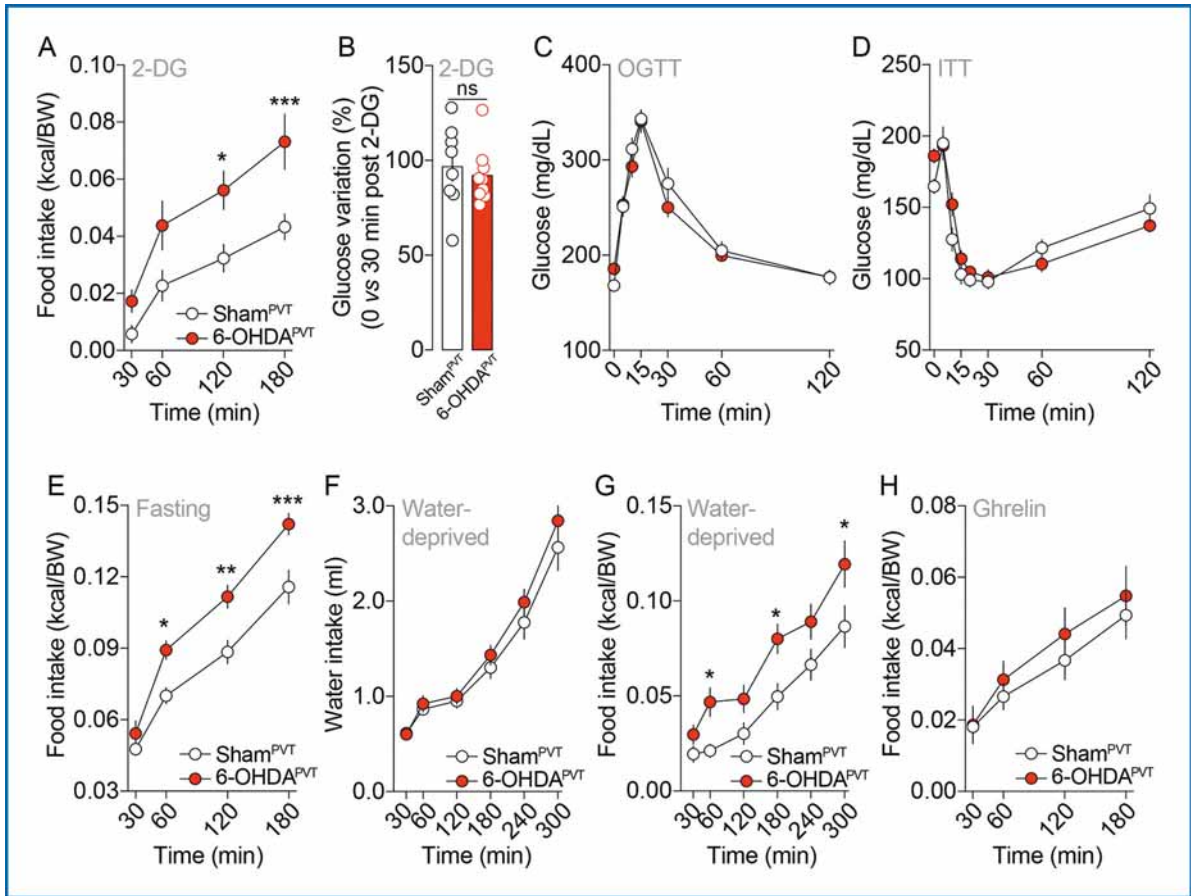 A
2-DG
0.10
0.08
0.06
0.04
0.02
0.00
Food intake (kcal/BW)
*
***
Sham^PVT
6-OHDA^PVT
30
60
120
180
Time (min)
B
2-DG
150
100
50
0
Glucose variation (%)
(0 vs 30 min post 2-DG)
ns
Sham^PVT
6-OHDA^PVT
C
OGTT
400
300
200
100
Glucose (mg/dL)
0
15
30
60
120
Time (min)
D
ITT
250
200
150
100
50
Glucose (mg/dL)
0
15
30
60
120
Time (min)
E
Fasting
0.15
0.12
0.09
0.06
0.03
Food intake (kcal/BW)
*
**
***
Sham^PVT
6-OHDA^PVT
30
60
120
180
Time (min)
F
Water-
deprived
3.0
2.0
1.0
0.00
Water intake (ml)
Sham^PVT
6-OHDA^PVT
30
60
120
180
240
300
Time (min)
G
Water-
deprived
0.15
0.10
0.05
0.00
Food intake (kcal/BW)
*
*
*
Sham^PVT
6-OHDA^PVT
30
60
120
180
240
300
Time (min)
H
Ghrelin
0.08
0.06
0.04
0.02
0.00
Food intake (kcal/BW)
Sham^PVT
6-OHDA^PVT
30
60
120
180
Time (min)